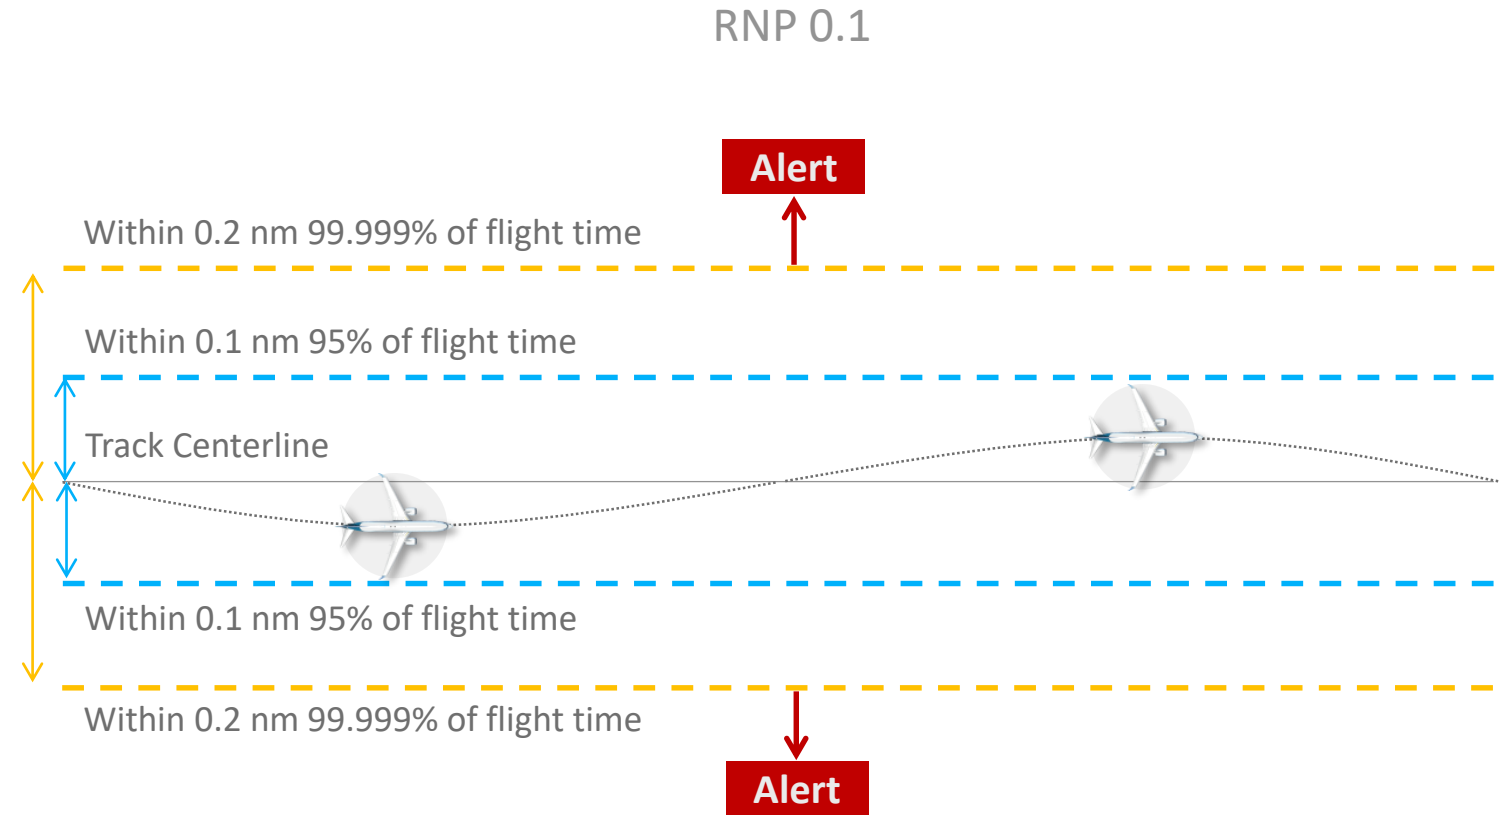 RNP 0.1
Alert
Within 0.2 nm 99.999% of flight time
Within 0.1 nm 95% of flight time
Track Centerline
Within 0.1 nm 95% of flight time
Within 0.2 nm 99.999% of flight time
Alert